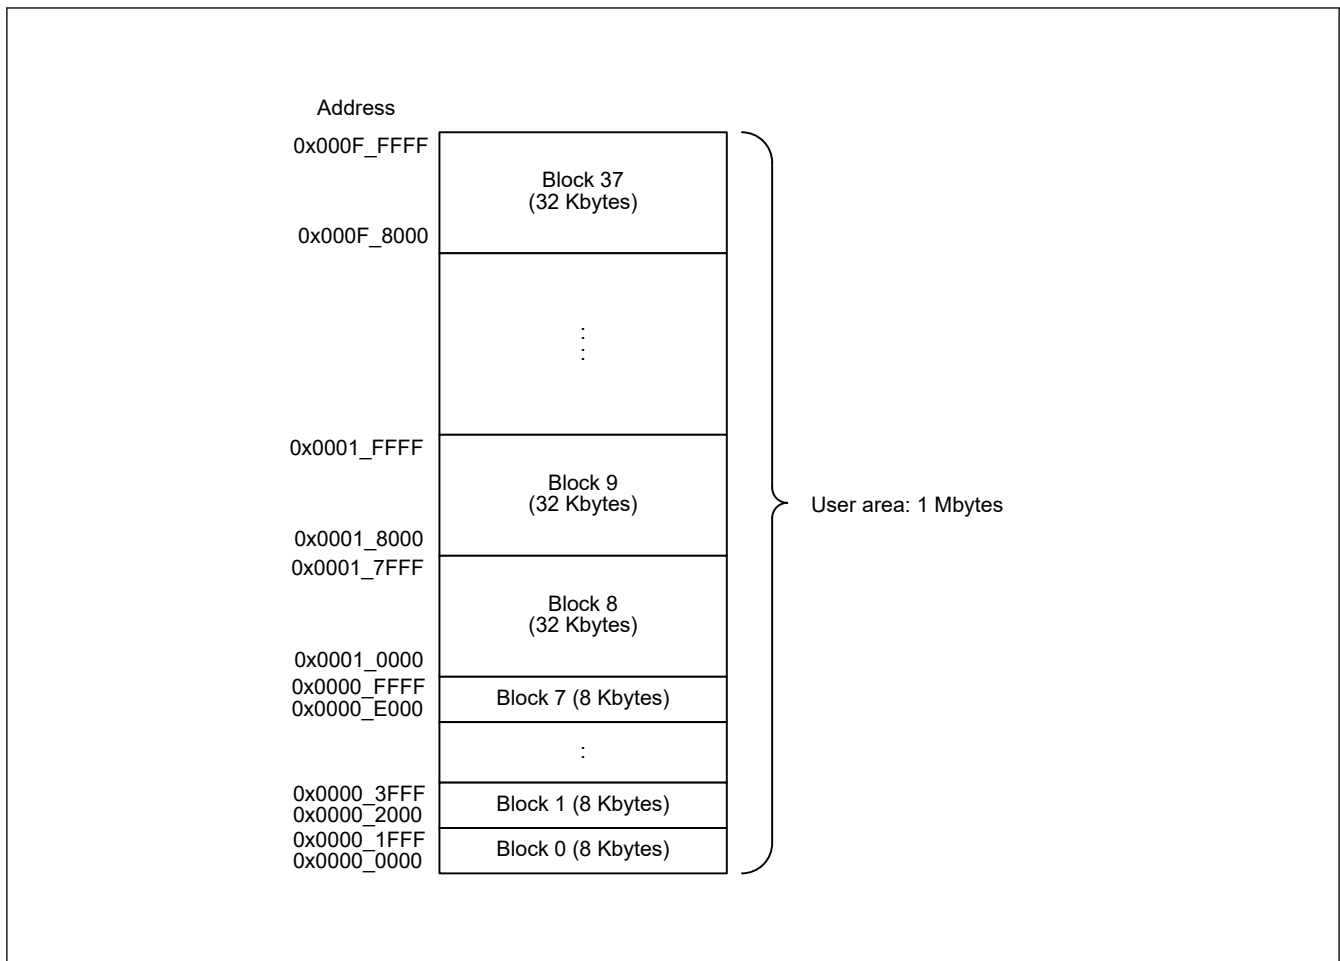 Address
0x000F_FFFF
Block 37
(32 Kbytes)
0x000F_8000
:
:
0x0001_FFFF
Block 9
(32 Kbytes)
User area: 1 Mbytes
0x0001_8000
0x0001_7FFF
Block 8
(32 Kbytes)
0x0001_0000
0x0000_FFFF
Block 7 (8 Kbytes)
0x0000_E000
:
0x0000_3FFF
Block 1 (8 Kbytes)
0x0000_2000
0x0000_1FFF
Block 0 (8 Kbytes)
0x0000_0000